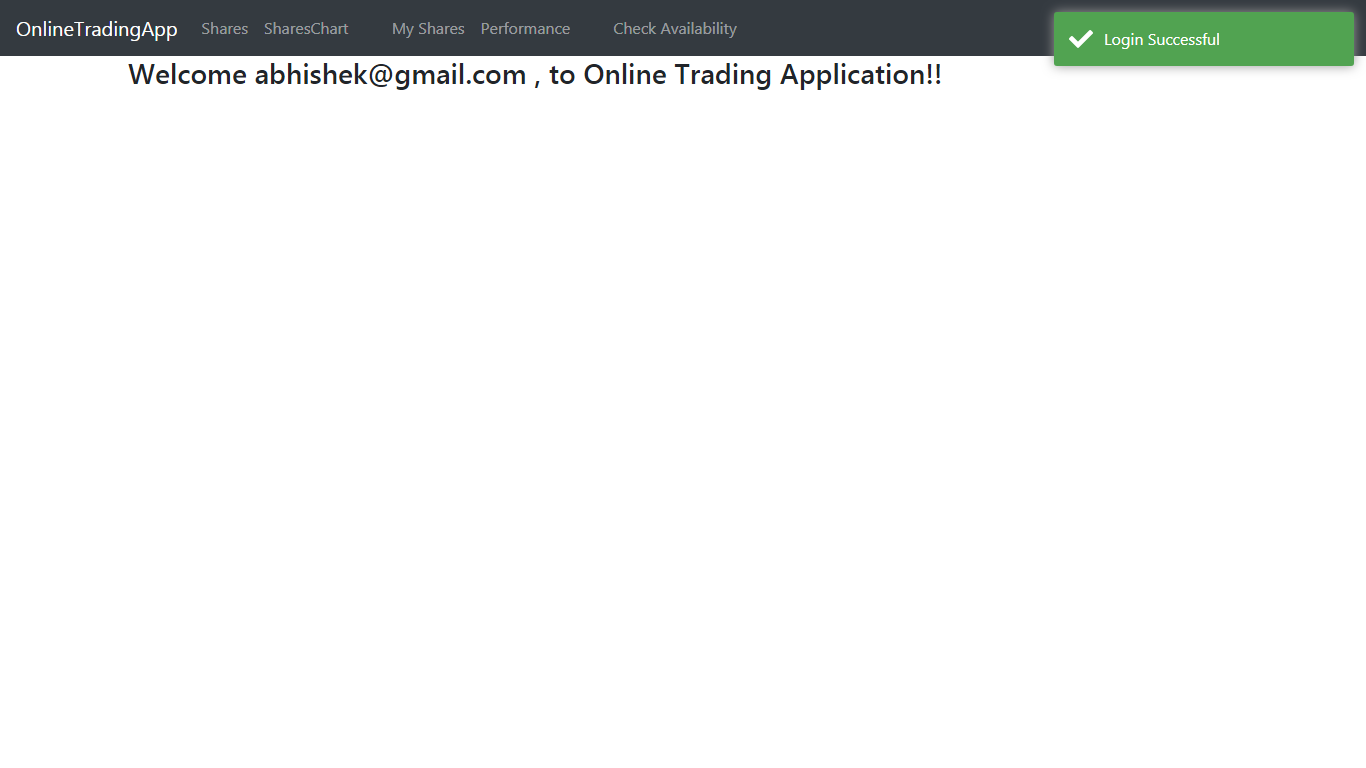 OnlineTradingApp Shares SharesChart My Shares Performance Check Availability
Login Successful
Welcome abhishek@gmail.com , to Online Trading Application!!